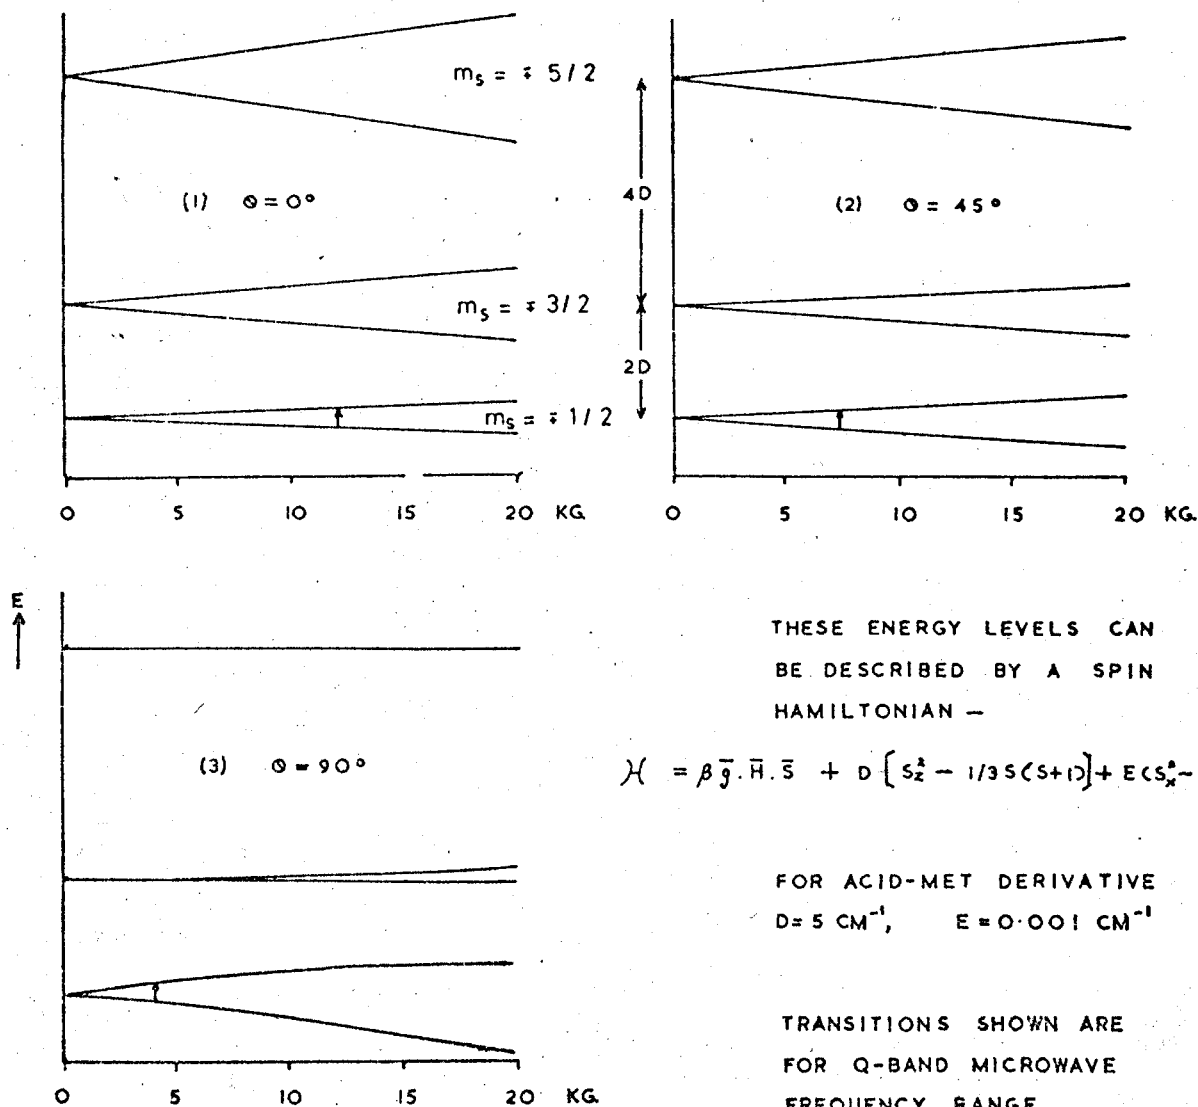 m_s = ∓ 5/2
(1) θ = 0°
m_s = ∓ 3/2
m_s = ∓ 1/2
0 5 10 15 20 KG.
4D
(2) θ = 45°
2D
0 5 10 15 20 KG.
E
(3) θ = 90°
0 5 10 15 20 KG.
THESE ENERGY LEVELS CAN
BE DESCRIBED BY A SPIN
HAMILTONIAN —
ℋ = β g̅.H̅.S̅ + D [S_z² − 1/3 S(S+1)] + E(S_x² −
FOR ACID-MET DERIVATIVE
D = 5 CM⁻¹, E = 0·001 CM⁻¹
TRANSITIONS SHOWN ARE
FOR Q-BAND MICROWAVE
FREQUENCY RANGE